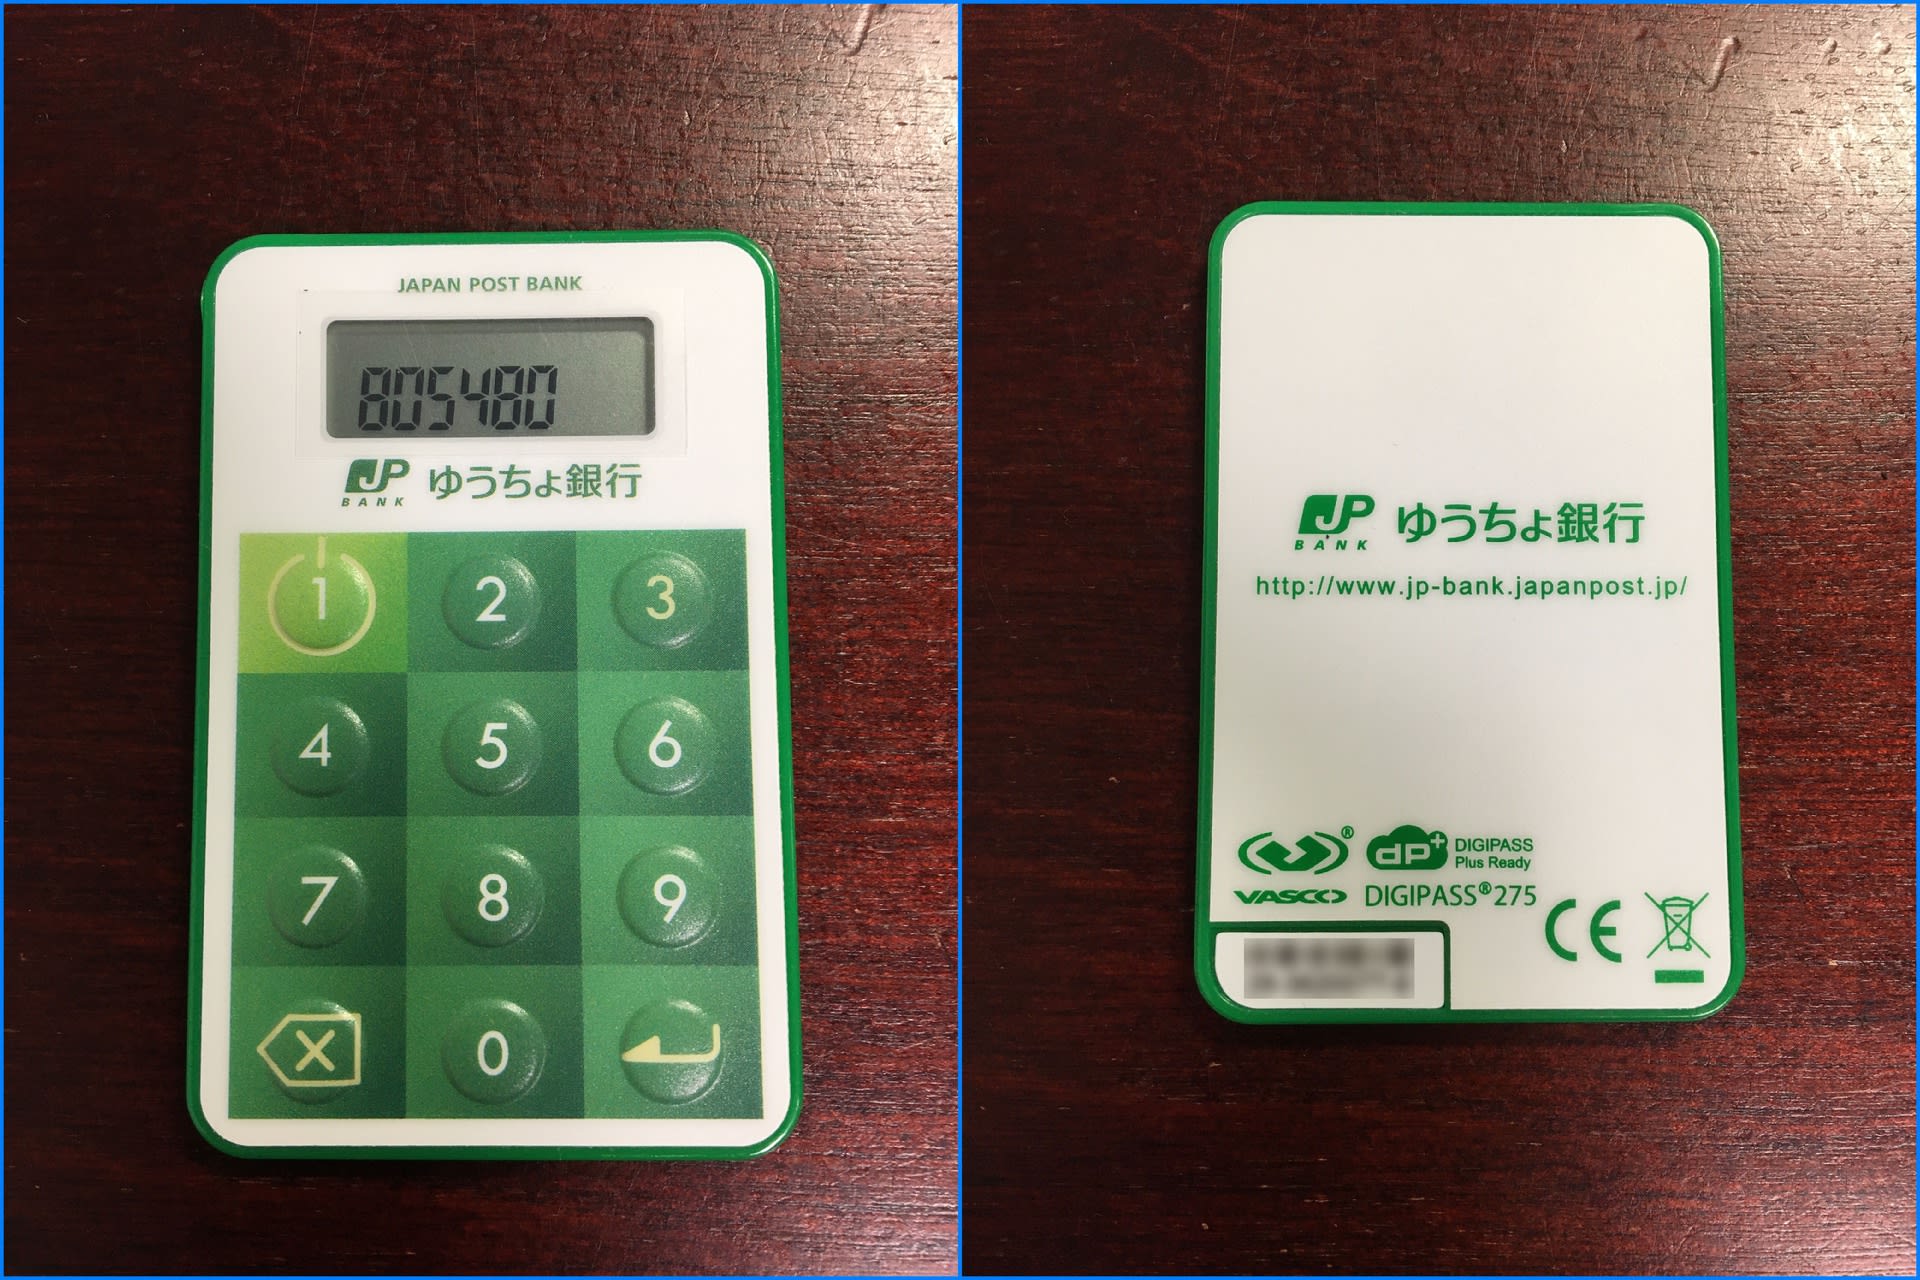 JAPAN POST BANK
805480
JP BANK ゆうちょ銀行
1 2 3
4 5 6
7 8 9
X 0
JP BANK ゆうちょ銀行
http://www.jp-bank.japanpost.jp/
® dp+ DIGIPASS
Plus Ready
VASCO DIGIPASS®275
CE